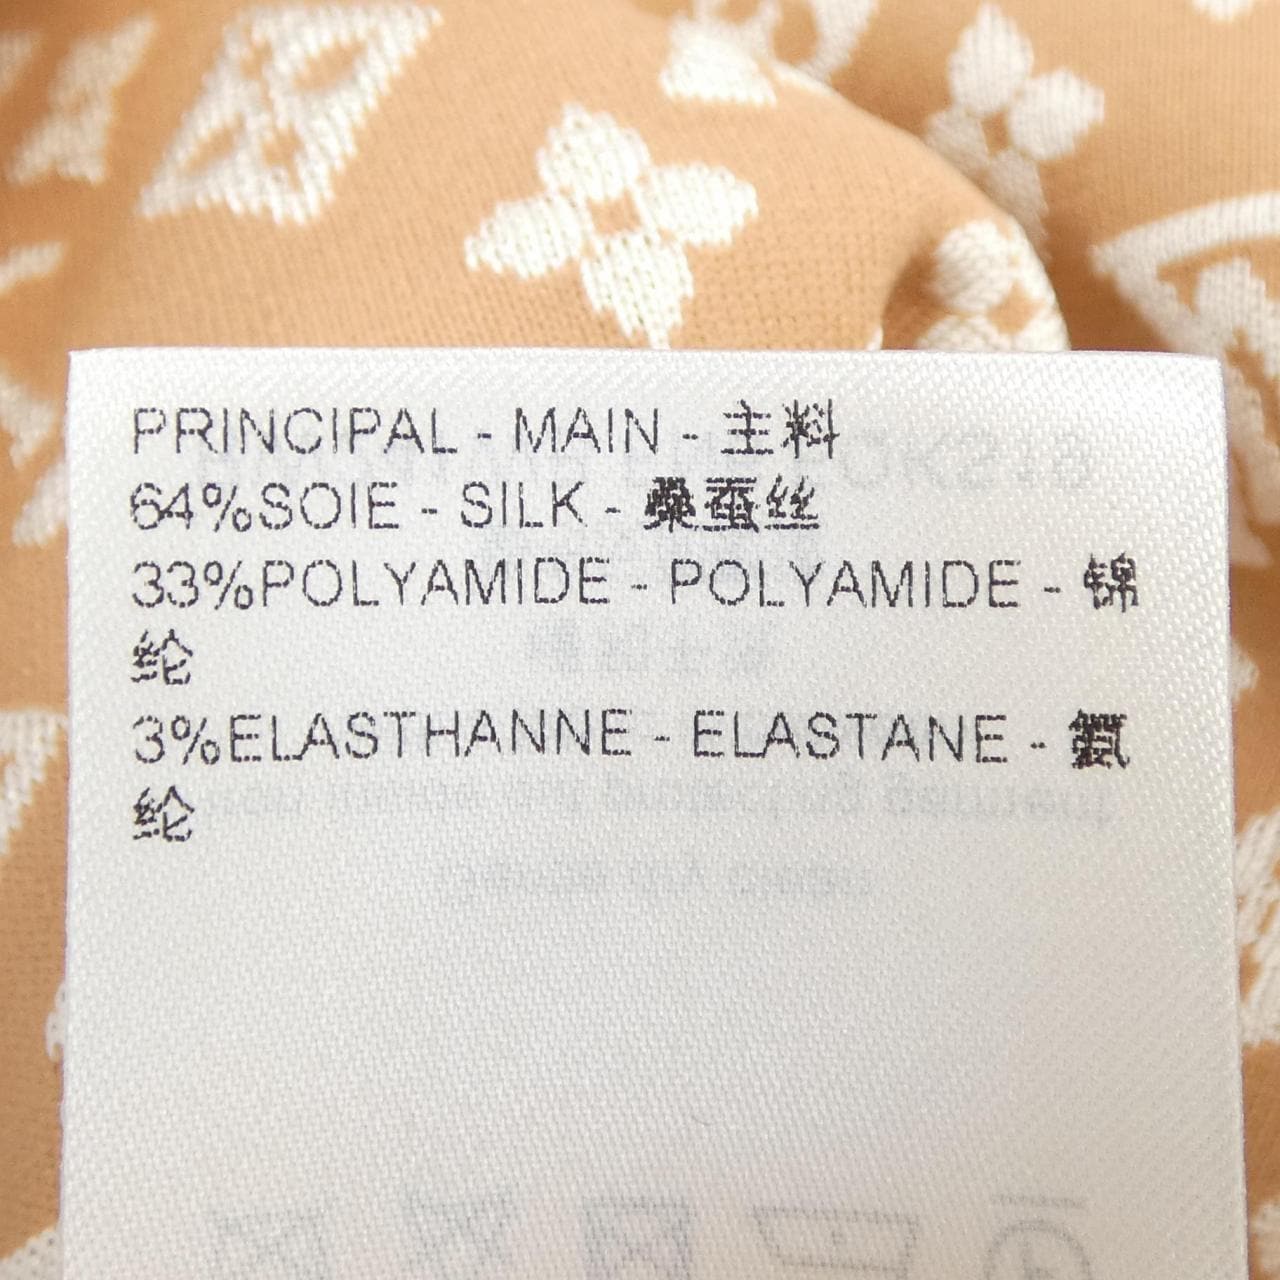 PRINCIPAL - MAIN - 主料
64%SOIE - SILK - 桑蚕丝
33%POLYAMIDE - POLYAMIDE - 锦
纶
3%ELASTHANNE - ELASTANE - 氨
纶